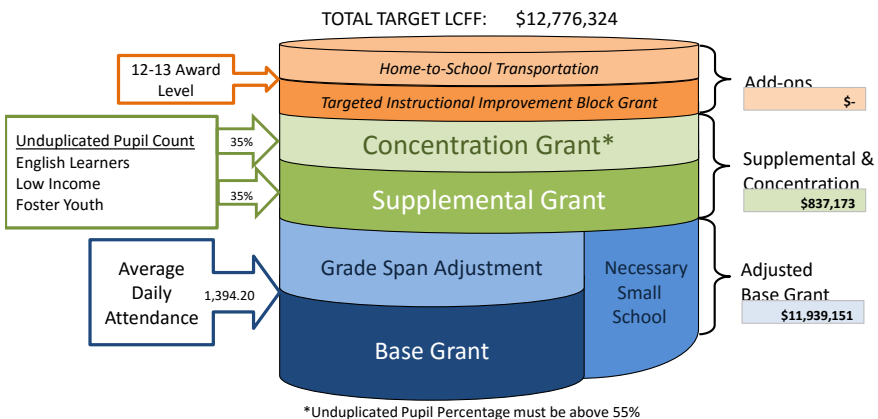 TOTAL TARGET LCFF: $12,776,324
12-13 Award
Level
Home-to-School Transportation
Targeted Instructional Improvement Block Grant
Add-ons
$-
Unduplicated Pupil Count
English Learners
Low Income
Foster Youth
35%
35%
Concentration Grant*
Supplemental Grant
Supplemental &
Concentration
$837,173
Average
Daily
Attendance
1,394.20
Grade Span Adjustment
Base Grant
Necessary
Small
School
Adjusted
Base Grant
$11,939,151
*Unduplicated Pupil Percentage must be above 55%